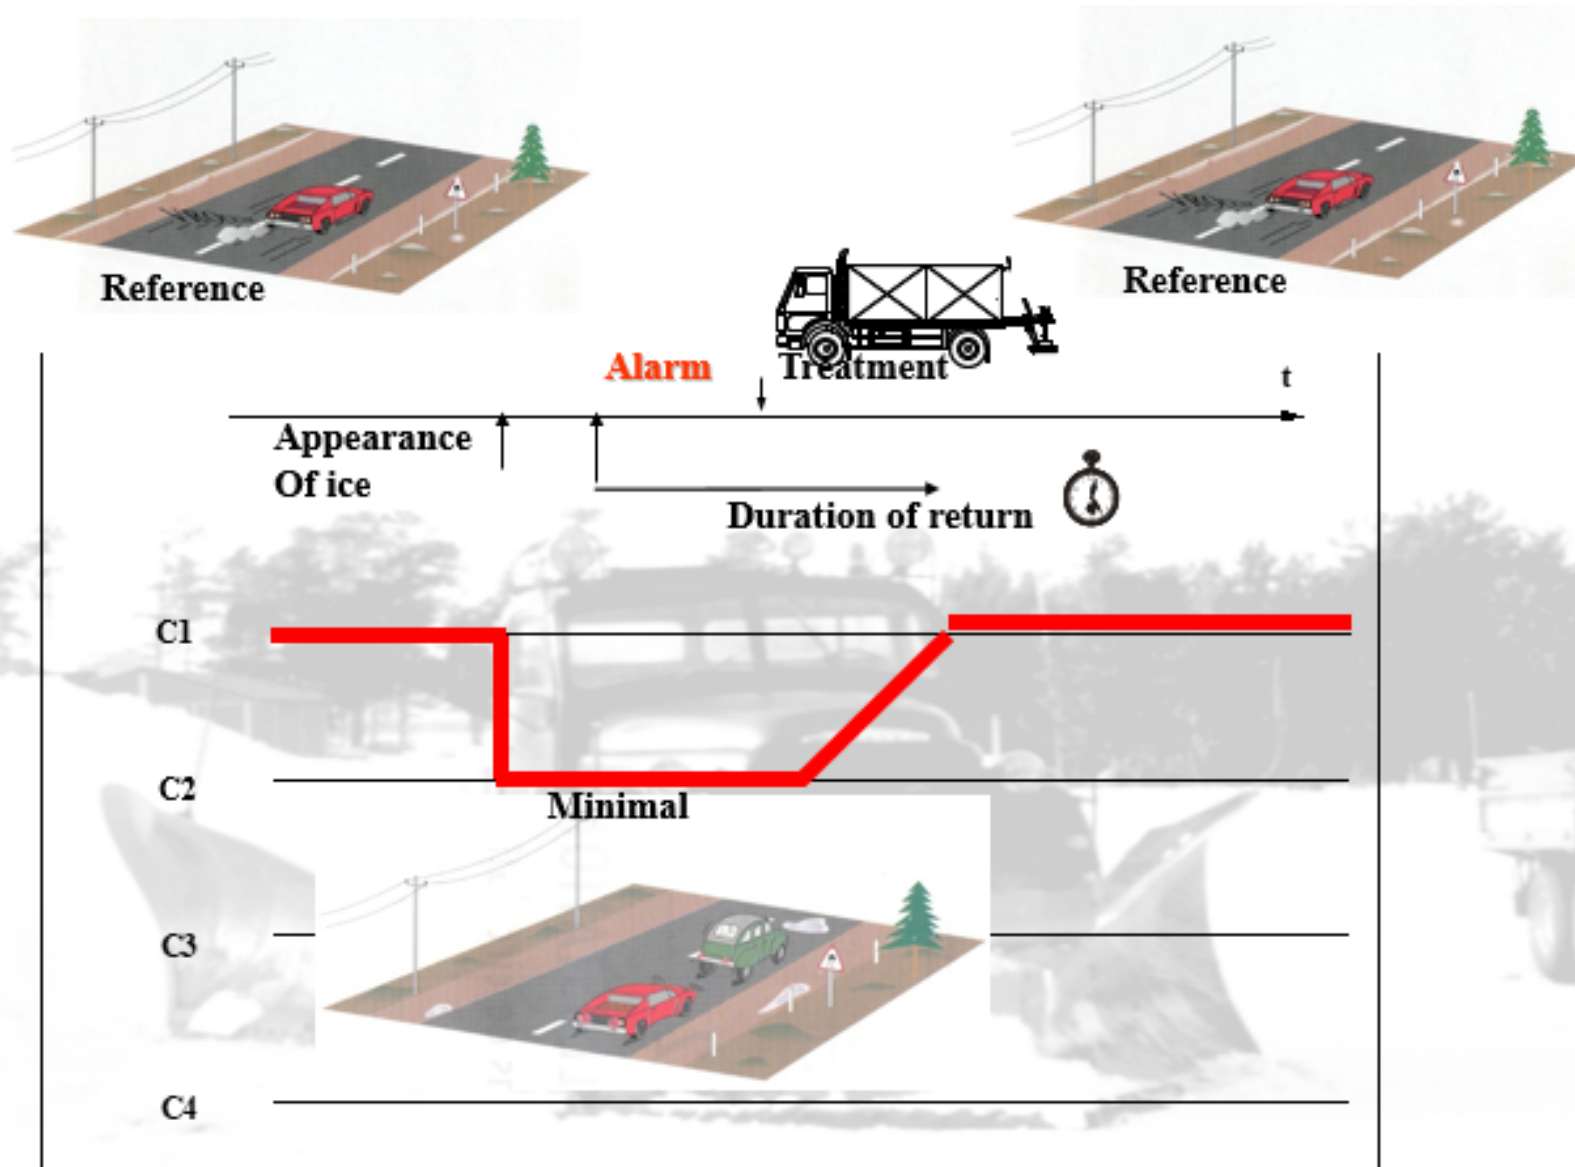 Reference
Reference
Alarm
Treatment
t
Appearance
Of ice
Duration of return
C1
C2
Minimal
C3
C4